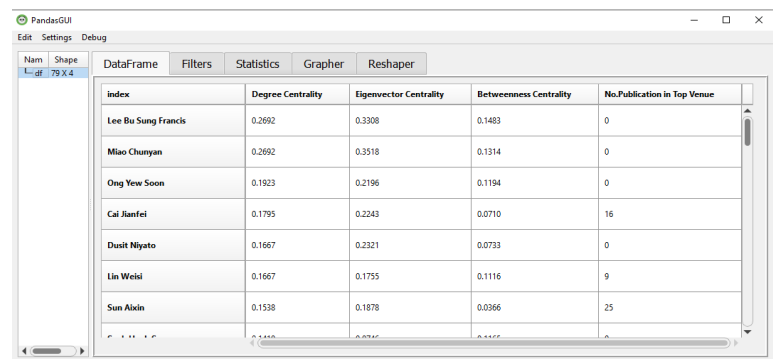 PandasGUI
Edit Settings Debug
Nam Shape
df 79 X 4
DataFrame Filters Statistics Grapher Reshaper
index Degree Centrality Eigenvector Centrality Betweenness Centrality No.Publication in Top Venue
Lee Bu Sung Francis 0.2692 0.3308 0.1483 0
Miao Chunyan 0.2692 0.3518 0.1314 0
Ong Yew Soon 0.1923 0.2196 0.1194 0
Cai Jianfei 0.1795 0.2243 0.0710 16
Dusit Niyato 0.1667 0.2321 0.0733 0
Lin Weisi 0.1667 0.1755 0.1116 9
Sun Aixin 0.1538 0.1878 0.0366 25